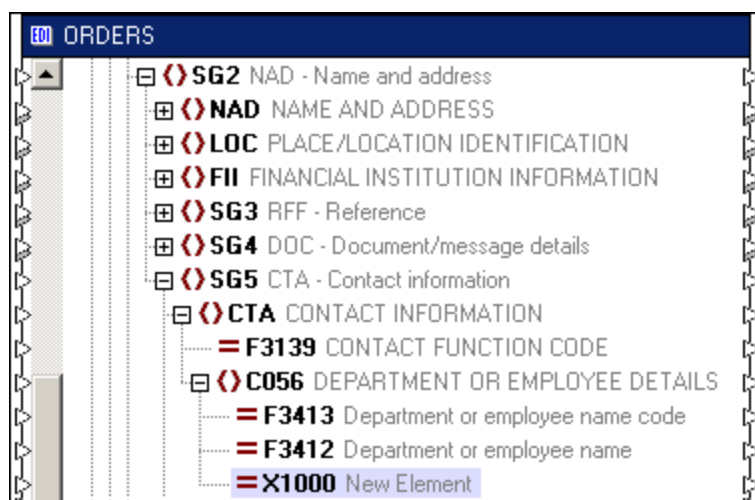 EDI ORDERS
SG2 NAD - Name and address
NAD NAME AND ADDRESS
LOC PLACE/LOCATION IDENTIFICATION
FII FINANCIAL INSTITUTION INFORMATION
SG3 RFF - Reference
SG4 DOC - Document/message details
SG5 CTA - Contact information
CTA CONTACT INFORMATION
F3139 CONTACT FUNCTION CODE
C056 DEPARTMENT OR EMPLOYEE DETAILS
F3413 Department or employee name code
F3412 Department or employee name
X1000 New Element